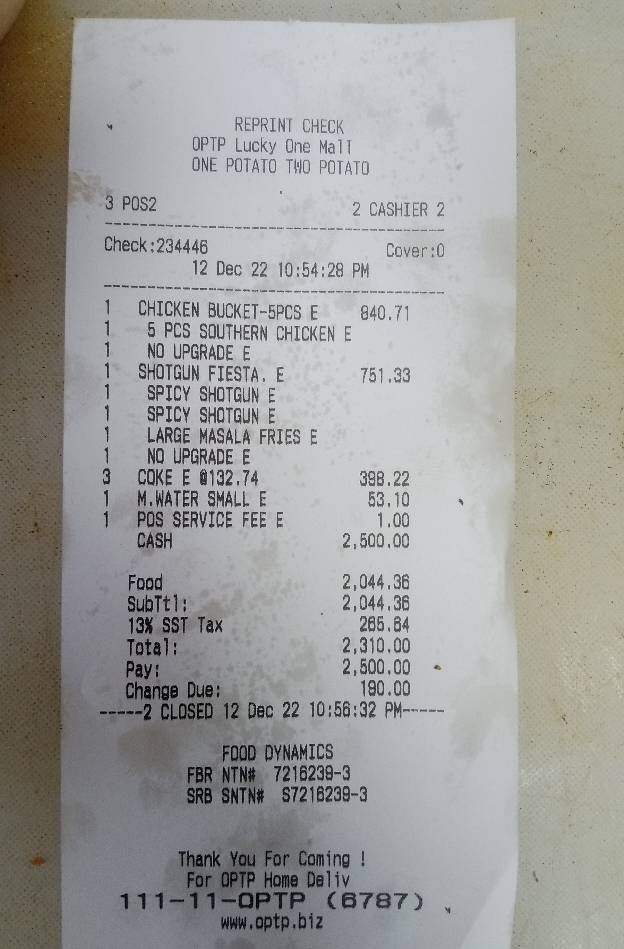 REPRINT CHECK
OPTP Lucky One Mall
ONE POTATO TWO POTATO
3 POS2 2 CASHIER 2
Check:234446 Cover:0
12 Dec 22 10:54:28 PM
1 CHICKEN BUCKET-5PCS E 840.71
1 5 PCS SOUTHERN CHICKEN E
1 NO UPGRADE E
1 SHOTGUN FIESTA. E 751.33
1 SPICY SHOTGUN E
1 SPICY SHOTGUN E
1 LARGE MASALA FRIES E
1 NO UPGRADE E
3 COKE E @132.74 398.22
1 M.WATER SMALL E 53.10
1 POS SERVICE FEE E 1.00
CASH 2,500.00
Food 2,044.36
SubTtl: 2,044.36
13% SST Tax 265.64
Total: 2,310.00
Pay: 2,500.00
Change Due: 190.00
-----2 CLOSED 12 Dec 22 10:56:32 PM-----
FOOD DYNAMICS
FBR NTN# 7216239-3
SRB SNTN# S7216239-3
Thank You For Coming !
For OPTP Home Deliv
111-11-OPTP (6787)
www.optp.biz